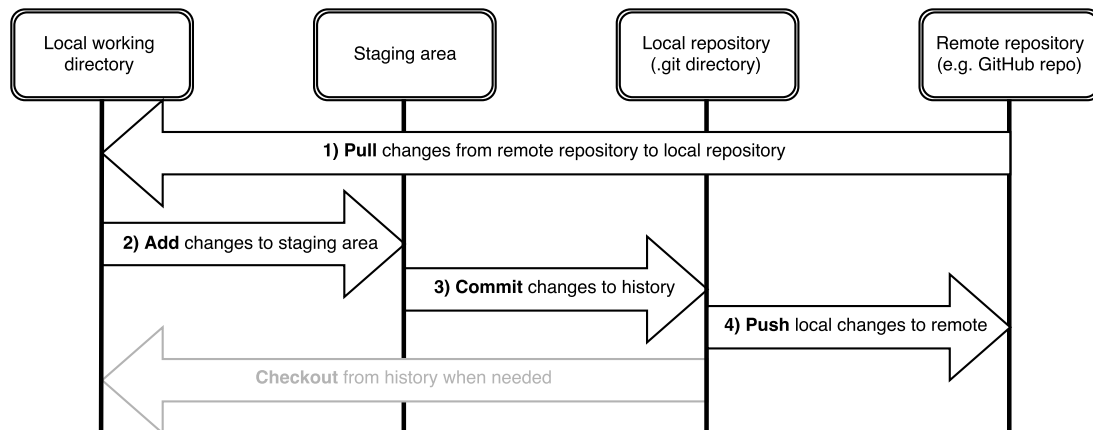 Local working
directory
Staging area
Local repository
(.git directory)
Remote repository
(e.g. GitHub repo)
1) Pull changes from remote repository to local repository
2) Add changes to staging area
3) Commit changes to history
4) Push local changes to remote
Checkout from history when needed